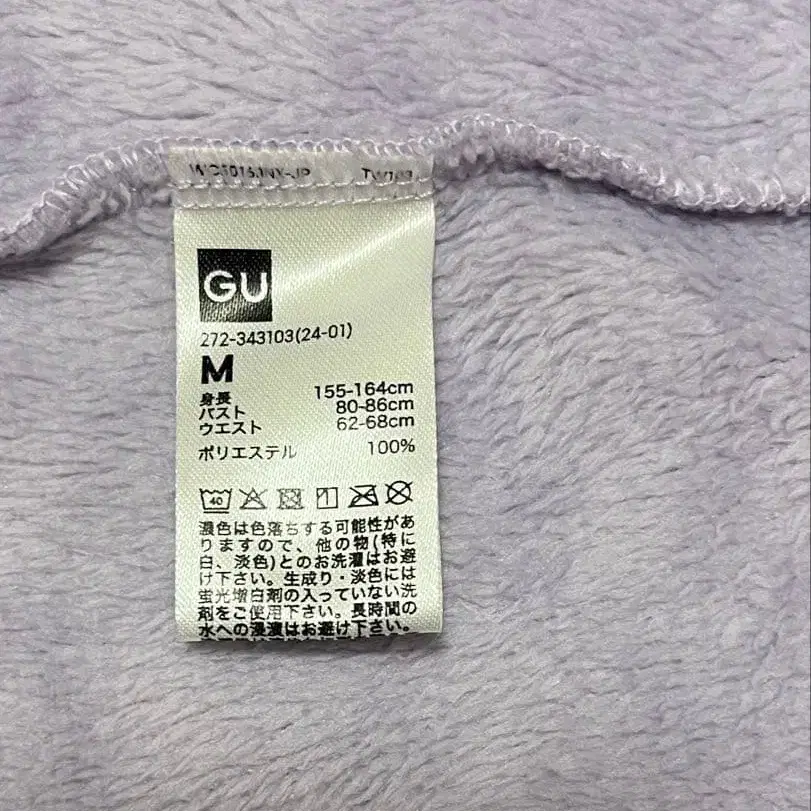 GU
272-343103(24-01)
M
身長 155-164cm
バスト 80-86cm
ウエスト 62-68cm
ポリエステル 100%
40
濃色は色落ちする可能性があ
りますので、他の物(特に
白、淡色)とのお洗濯はお避
け下さい。生成り・淡色には
蛍光増白剤の入っていない洗
剤をご使用下さい。長時間の
水への浸漬はお避け下さい。